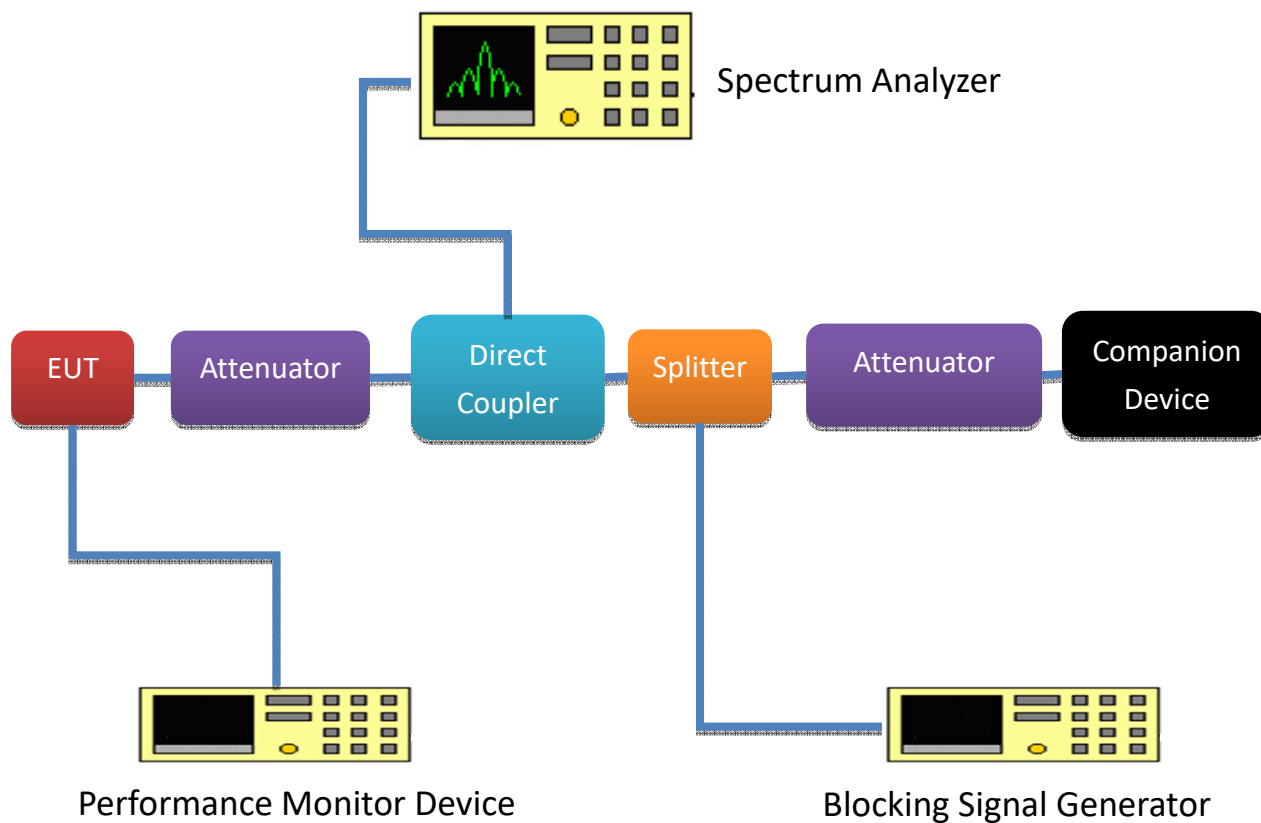 Spectrum Analyzer
EUT
Attenuator
Direct
Coupler
Splitter
Attenuator
Companion
Device
Performance Monitor Device
Blocking Signal Generator